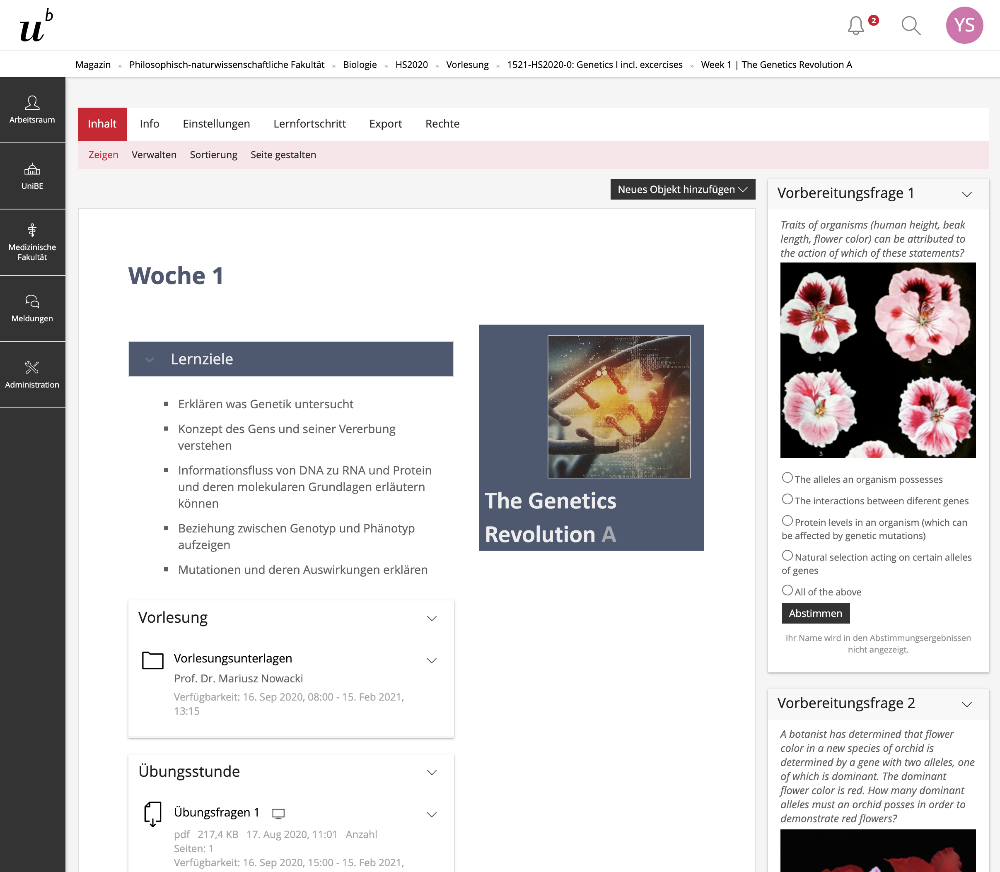 u b
2
YS
Magazin » Philosophisch-naturwissenschaftliche Fakultät » Biologie » HS2020 » Vorlesung » 1521-HS2020-0: Genetics I incl. excercises » Week 1 | The Genetics Revolution A
Arbeitsraum
UniBE
Medizinische
Fakultät
Meldungen
Administration
Inhalt Info Einstellungen Lernfortschritt Export Rechte
Zeigen Verwalten Sortierung Seite gestalten
Neues Objekt hinzufügen
Woche 1
Lernziele
Erklären was Genetik untersucht
Konzept des Gens und seiner Vererbung
verstehen
Informationsfluss von DNA zu RNA und Protein
und deren molekularen Grundlagen erläutern
können
Beziehung zwischen Genotyp und Phänotyp
aufzeigen
Mutationen und deren Auswirkungen erklären
The Genetics
Revolution A
Vorlesung
Vorlesungsunterlagen
Prof. Dr. Mariusz Nowacki
Verfügbarkeit: 16. Sep 2020, 08:00 - 15. Feb 2021,
13:15
Übungsstunde
Übungsfragen 1
pdf 217,4 KB 17. Aug 2020, 11:01 Anzahl
Seiten: 1
Verfügbarkeit: 16. Sep 2020, 15:00 - 15. Feb 2021,
Vorbereitungsfrage 1
Traits of organisms (human height, beak
length, flower color) can be attributed to
the action of which of these statements?
1
2
3
The alleles an organism possesses
The interactions between diferent genes
Protein levels in an organism (which can
be affected by genetic mutations)
Natural selection acting on certain alleles
of genes
All of the above
Abstimmen
Ihr Name wird in den Abstimmungsergebnissen
nicht angezeigt.
Vorbereitungsfrage 2
A botanist has determined that flower
color in a new species of orchid is
determined by a gene with two alleles, one
of which is dominant. The dominant
flower color is red. How many dominant
alleles must an orchid posses in order to
demonstrate red flowers?